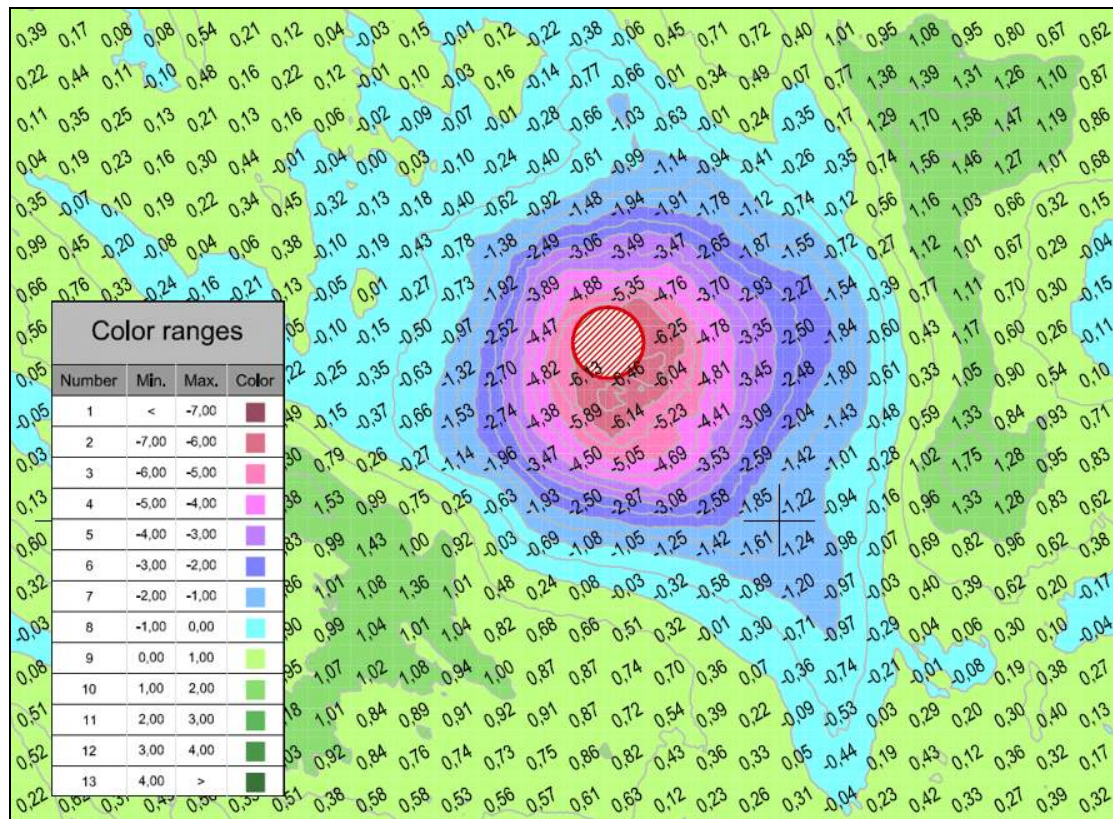 0,39 0,17 0,08 0,08 0,54 0,21 0,12 0,04 -0,03 0,15 -0,01 0,12 -0,22 -0,38 -0,06 0,45 0,71 0,72 0,40 1,01 0,95 1,08 0,95 0,80 0,67 0,62
0,22 0,44 0,11 -0,10 0,48 0,16 0,22 0,12 -0,01 0,10 -0,03 0,16 -0,14 -0,77 -0,66 0,01 0,34 0,49 0,07 0,77 1,38 1,39 1,31 1,26 1,10 0,87
0,11 0,35 0,25 0,13 0,21 0,13 0,16 0,06 -0,02 -0,09 -0,07 -0,01 -0,28 -0,66 -1,03 -0,63 -0,01 0,24 -0,35 0,17 1,29 1,70 1,58 1,47 1,19 0,86
0,04 0,19 0,23 0,16 0,30 0,44 -0,01 -0,04 0,00 0,03 -0,10 -0,24 -0,40 -0,61 -0,99 -1,14 -0,94 -0,41 -0,26 -0,35 0,74 1,56 1,46 1,27 1,01 0,68
0,35 -0,07 0,10 0,19 0,22 0,34 0,45 -0,32 -0,13 -0,18 -0,40 -0,62 -0,92 -1,48 -1,94 -1,91 -1,78 -1,12 -0,74 -0,12 0,56 1,16 1,03 0,66 0,32 0,15
0,99 0,45 -0,20 -0,08 0,04 0,06 0,38 -0,10 -0,19 -0,43 -0,78 -1,38 -2,49 -3,06 -3,49 -3,47 -2,65 -1,87 -1,55 -0,72 0,27 1,12 1,01 0,67 0,29 -0,04
0,66 0,76 0,33 -0,24 -0,16 -0,21 0,13 -0,05 0,01 -0,27 -0,73 -1,92 -3,89 -4,88 -5,35 -4,76 -3,70 -2,93 -2,27 -1,54 -0,39 0,77 1,11 0,70 0,30 -0,15
0,56 -0,10 -0,15 -0,50 -0,97 -2,52 -4,47 -6,25 -4,78 -3,35 -2,50 -1,84 -0,60 0,43 1,17 0,60 0,26 -0,11
0,05 -0,25 -0,35 -0,63 -1,32 -2,70 -4,82 -6,04 -4,81 -3,45 -2,48 -1,80 -0,61 0,33 1,05 0,90 0,54 0,10
-0,05 -0,15 -0,37 -0,66 -1,53 -2,74 -4,38 -5,89 -6,14 -5,23 -4,41 -3,09 -2,04 -1,43 -0,48 0,59 1,33 0,84 0,93 0,71
0,03 0,79 0,26 -0,27 -1,14 -1,96 -3,47 -4,50 -5,05 -4,69 -3,53 -2,59 -1,42 -1,01 -0,28 1,02 1,75 1,28 0,95 0,83
0,13 1,53 0,99 0,75 0,25 -0,63 -1,93 -2,50 -2,87 -3,08 -2,58 -1,85 -1,22 -0,94 -0,16 0,96 1,33 1,28 0,83 0,62
0,60 0,99 1,43 1,00 0,92 -0,03 -0,69 -1,08 -1,05 -1,25 -1,42 -1,61 -1,24 -0,98 -0,07 0,69 0,82 0,96 0,62 0,38
0,32 1,01 1,08 1,36 1,01 0,48 0,24 0,08 -0,03 -0,32 -0,58 -0,89 -1,20 -0,97 -0,03 0,40 0,39 0,62 0,20 -0,17
-0,03 0,99 1,04 1,01 1,04 0,82 0,68 0,66 0,51 0,32 -0,01 -0,30 -0,71 -0,97 -0,29 0,04 0,06 0,30 0,10 -0,04
0,08 1,07 1,02 1,08 0,94 1,00 0,87 0,87 0,74 0,70 0,36 0,07 -0,36 -0,74 -0,21 -0,01 -0,08 0,19 0,38 0,27
0,51 1,01 0,84 0,89 0,91 0,92 0,91 0,87 0,72 0,54 0,39 0,22 -0,09 -0,53 0,03 0,29 0,20 0,30 0,40 0,13
0,52 0,92 0,84 0,76 0,74 0,73 0,75 0,86 0,82 0,43 0,36 0,33 0,05 -0,44 0,19 0,43 0,12 0,36 0,32 0,17
0,22 0,38 0,58 0,58 0,53 0,56 0,57 0,61 0,63 0,12 0,23 0,26 0,31 -0,04 0,23 0,42 0,33 0,27 0,39 0,32
Color ranges
Number Min. Max. Color
1 < -7,00
2 -7,00 -6,00
3 -6,00 -5,00
4 -5,00 -4,00
5 -4,00 -3,00
6 -3,00 -2,00
7 -2,00 -1,00
8 -1,00 0,00
9 0,00 1,00
10 1,00 2,00
11 2,00 3,00
12 3,00 4,00
13 4,00 >